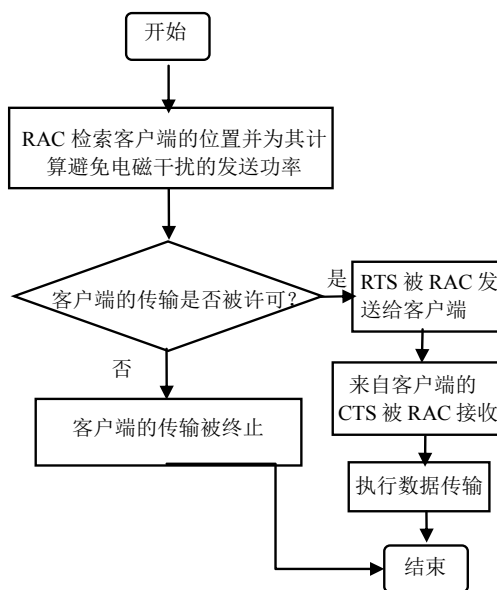 开始
RAC 检索客户端的位置并为其计
算避免电磁干扰的发送功率
客户端的传输是否被许可？
是
RTS 被 RAC 发
送给客户端
否
来自客户端的
CTS 被 RAC 接收
客户端的传输被终止
执行数据传输
结束